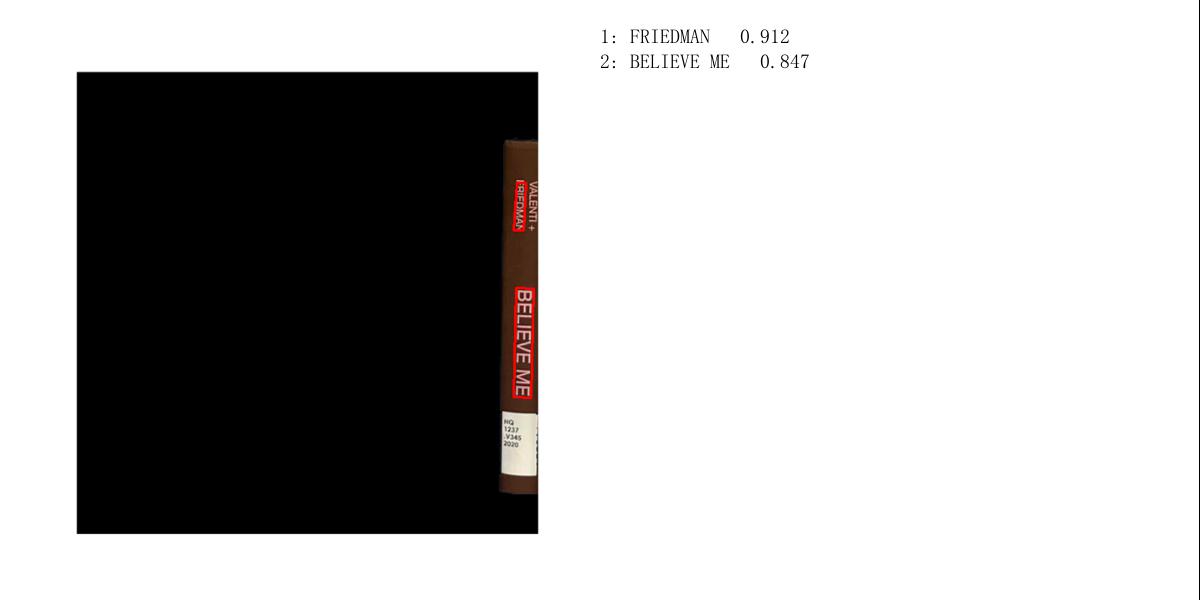 1: FRIEDMAN 0.912
2: BELIEVE ME 0.847
VALENTI +
FRIEDMAN
BELIEVE ME
HQ
1237
.V345
2020